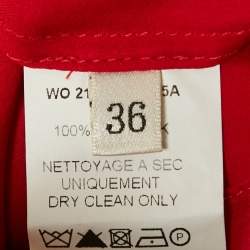 WO 21 5A
36
100% K
NETTOYAGE A SEC
UNIQUEMENT
DRY CLEAN ONLY